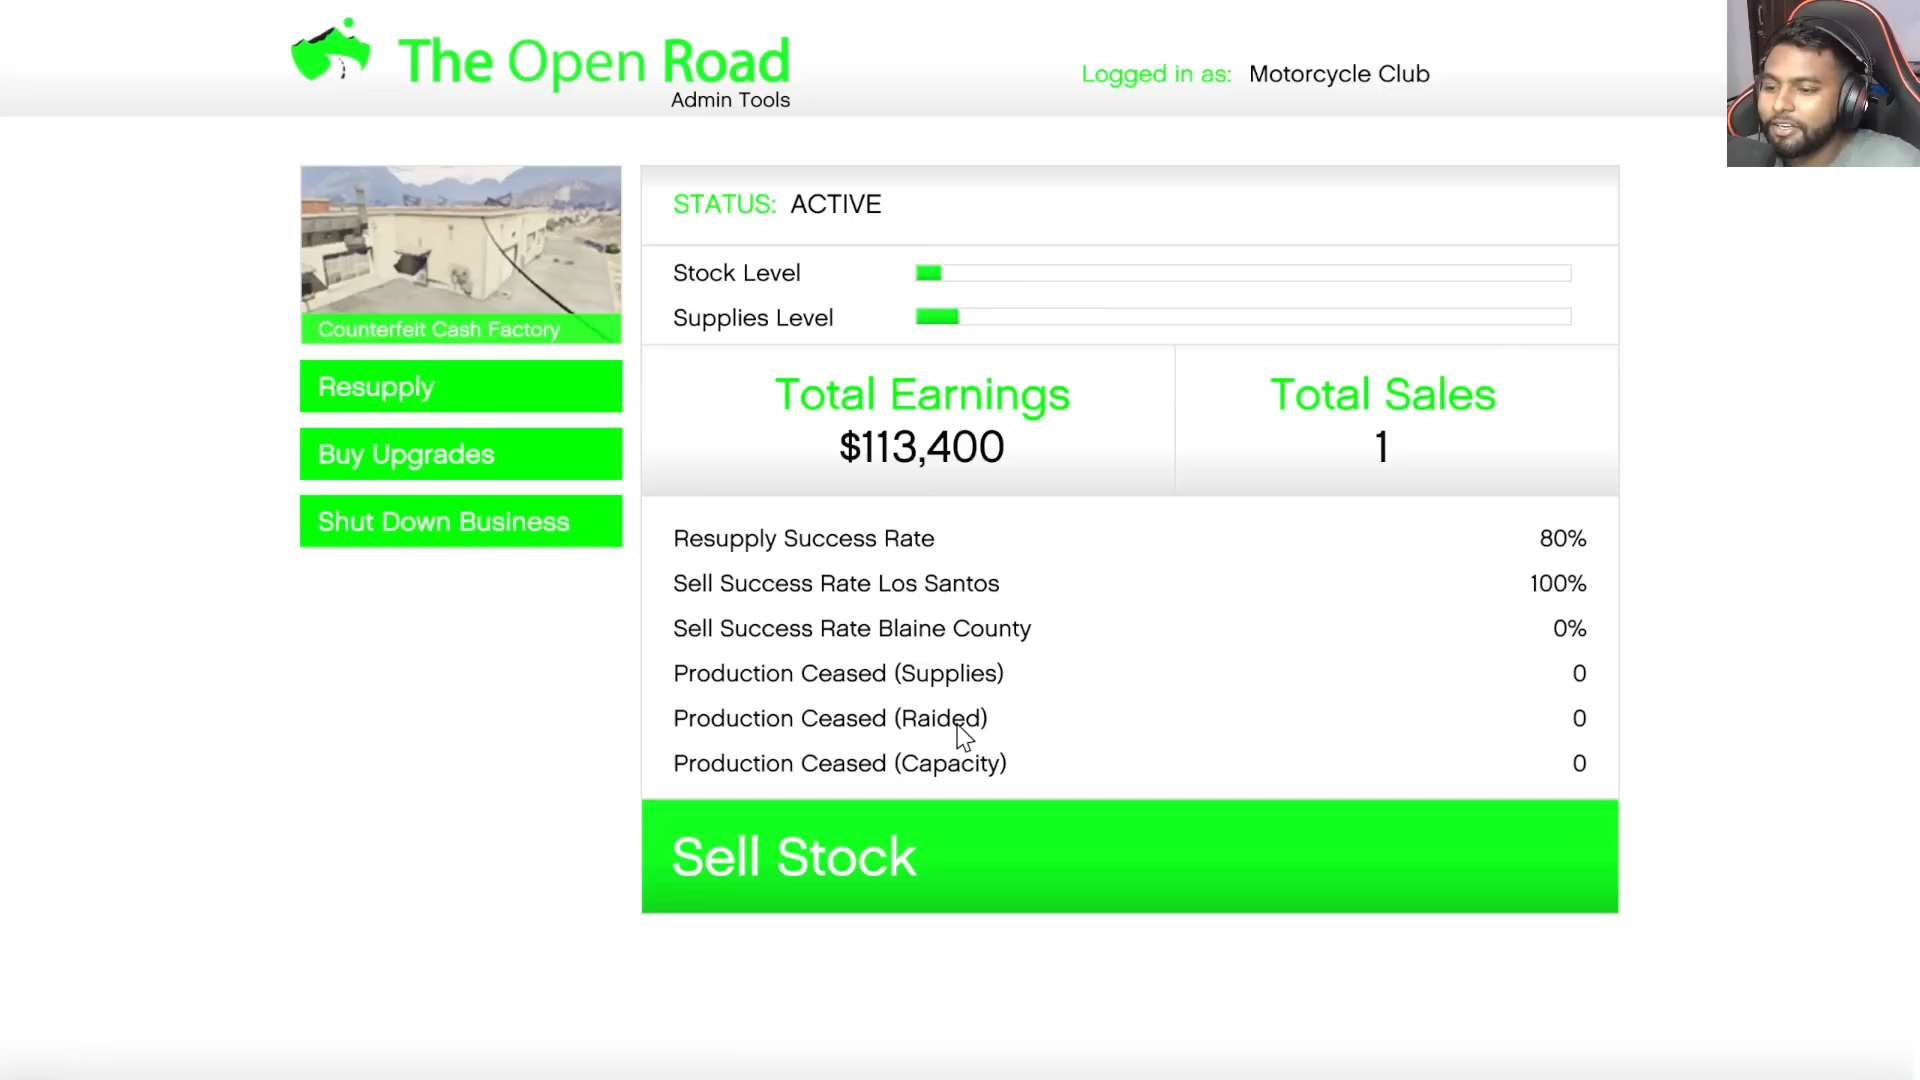 The Open Road
Admin Tools
Logged in as: Motorcycle Club
Counterfeit Cash Factory
Resupply
Buy Upgrades
Shut Down Business
STATUS: ACTIVE
Stock Level
Supplies Level
Total Earnings
$113,400
Total Sales
1
Resupply Success Rate 80%
Sell Success Rate Los Santos 100%
Sell Success Rate Blaine County 0%
Production Ceased (Supplies) 0
Production Ceased (Raided) 0
Production Ceased (Capacity) 0
Sell Stock